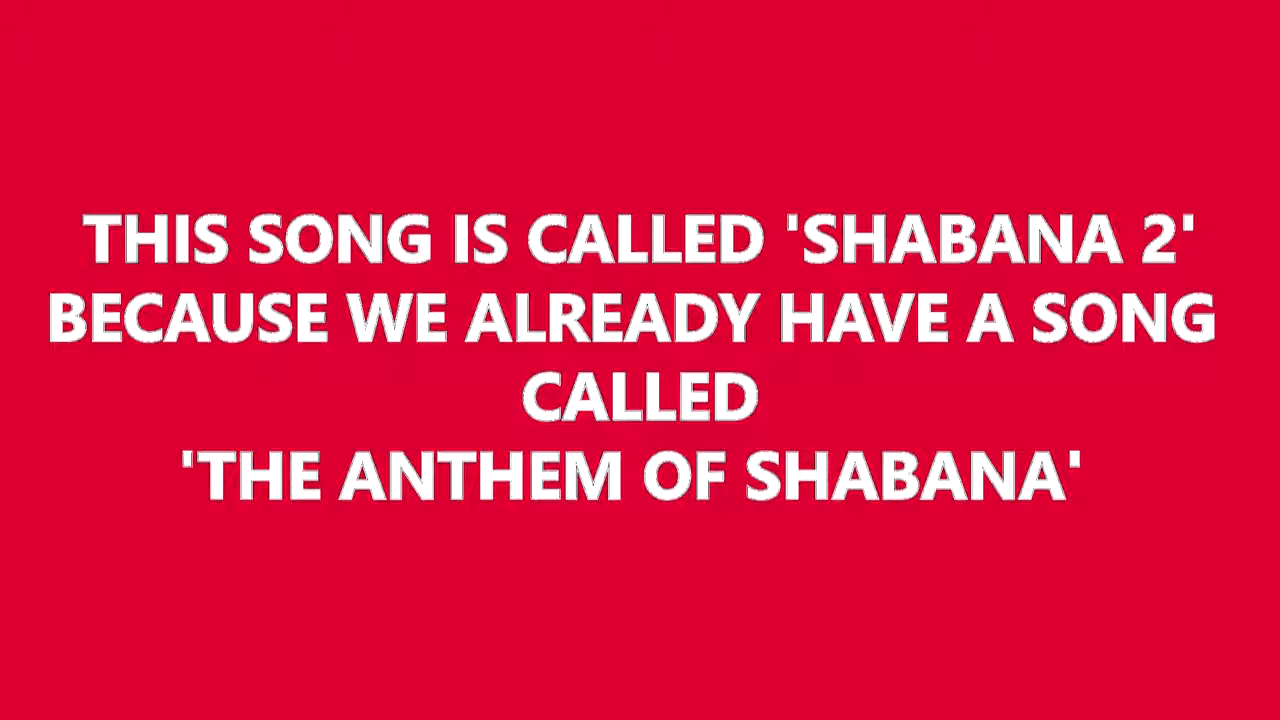 THIS SONG IS CALLED 'SHABANA 2'
BECAUSE WE ALREADY HAVE A SONG
CALLED
'THE ANTHEM OF SHABANA'